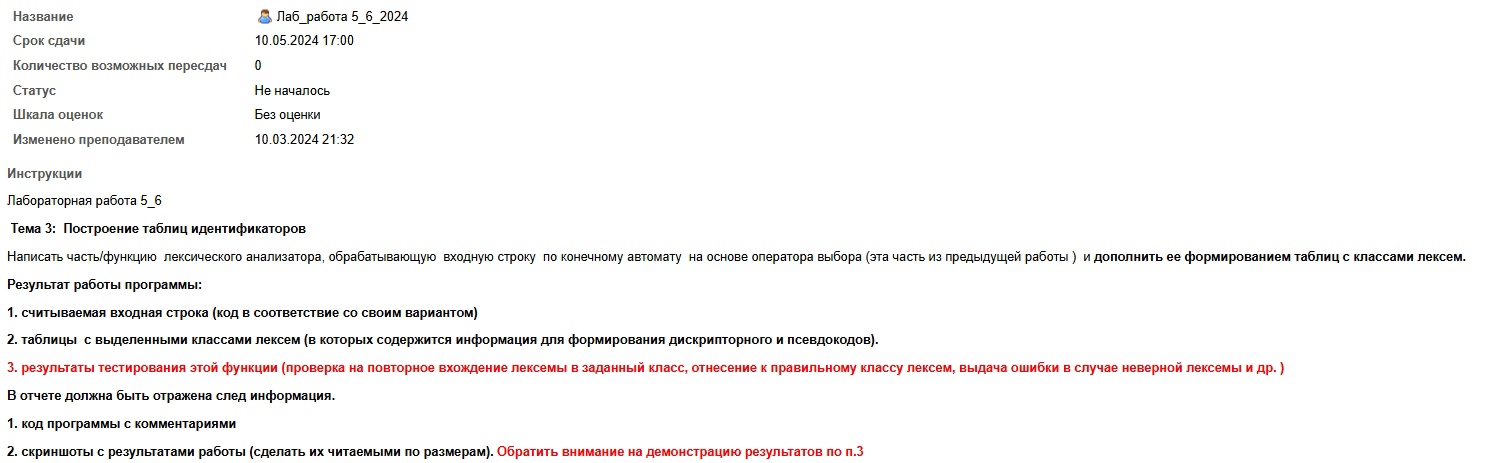 Название Лаб_работа 5_6_2024
Срок сдачи 10.05.2024 17:00
Количество возможных пересдач 0
Статус Не началось
Шкала оценок Без оценки
Изменено преподавателем 10.03.2024 21:32
Инструкции
Лабораторная работа 5_6
Тема 3: Построение таблиц идентификаторов
Написать часть/функцию лексического анализатора, обрабатывающую входную строку по конечному автомату на основе оператора выбора (эта часть из предыдущей работы ) и дополнить ее формированием таблиц с классами лексем.
Результат работы программы:
1. считываемая входная строка (код в соответствие со своим вариантом)
2. таблицы с выделенными классами лексем (в которых содержится информация для формирования дискрипторного и псевдокодов).
3. результаты тестирования этой функции (проверка на повторное вхождение лексемы в заданный класс, отнесение к правильному классу лексем, выдача ошибки в случае неверной лексемы и др. )
В отчете должна быть отражена след информация.
1. код программы с комментариями
2. скриншоты с результатами работы (сделать их читаемыми по размерам). Обратить внимание на демонстрацию результатов по п.3